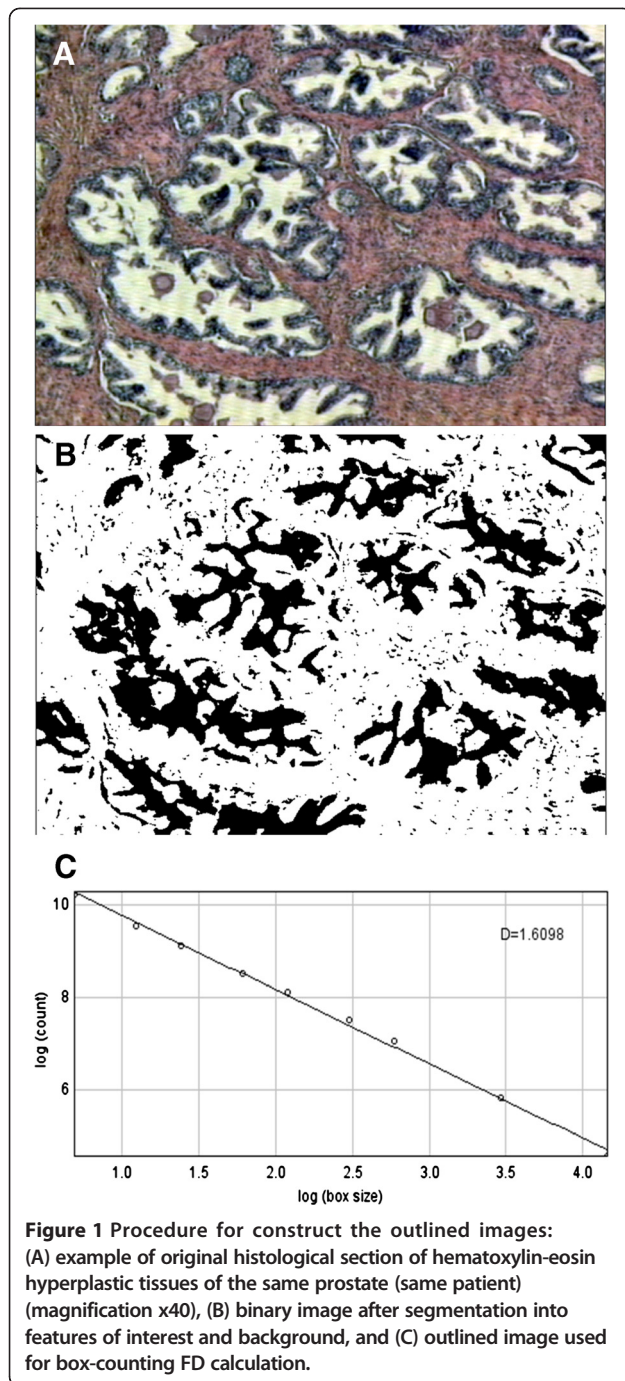 A
B
C
10
8
6
log (count)
D=1.6098
1.0 1.5 2.0 2.5 3.0 3.5 4.0
log (box size)
Figure 1 Procedure for construct the outlined images:
(A) example of original histological section of hematoxylin-eosin
hyperplastic tissues of the same prostate (same patient)
(magnification x40), (B) binary image after segmentation into
features of interest and background, and (C) outlined image used
for box-counting FD calculation.